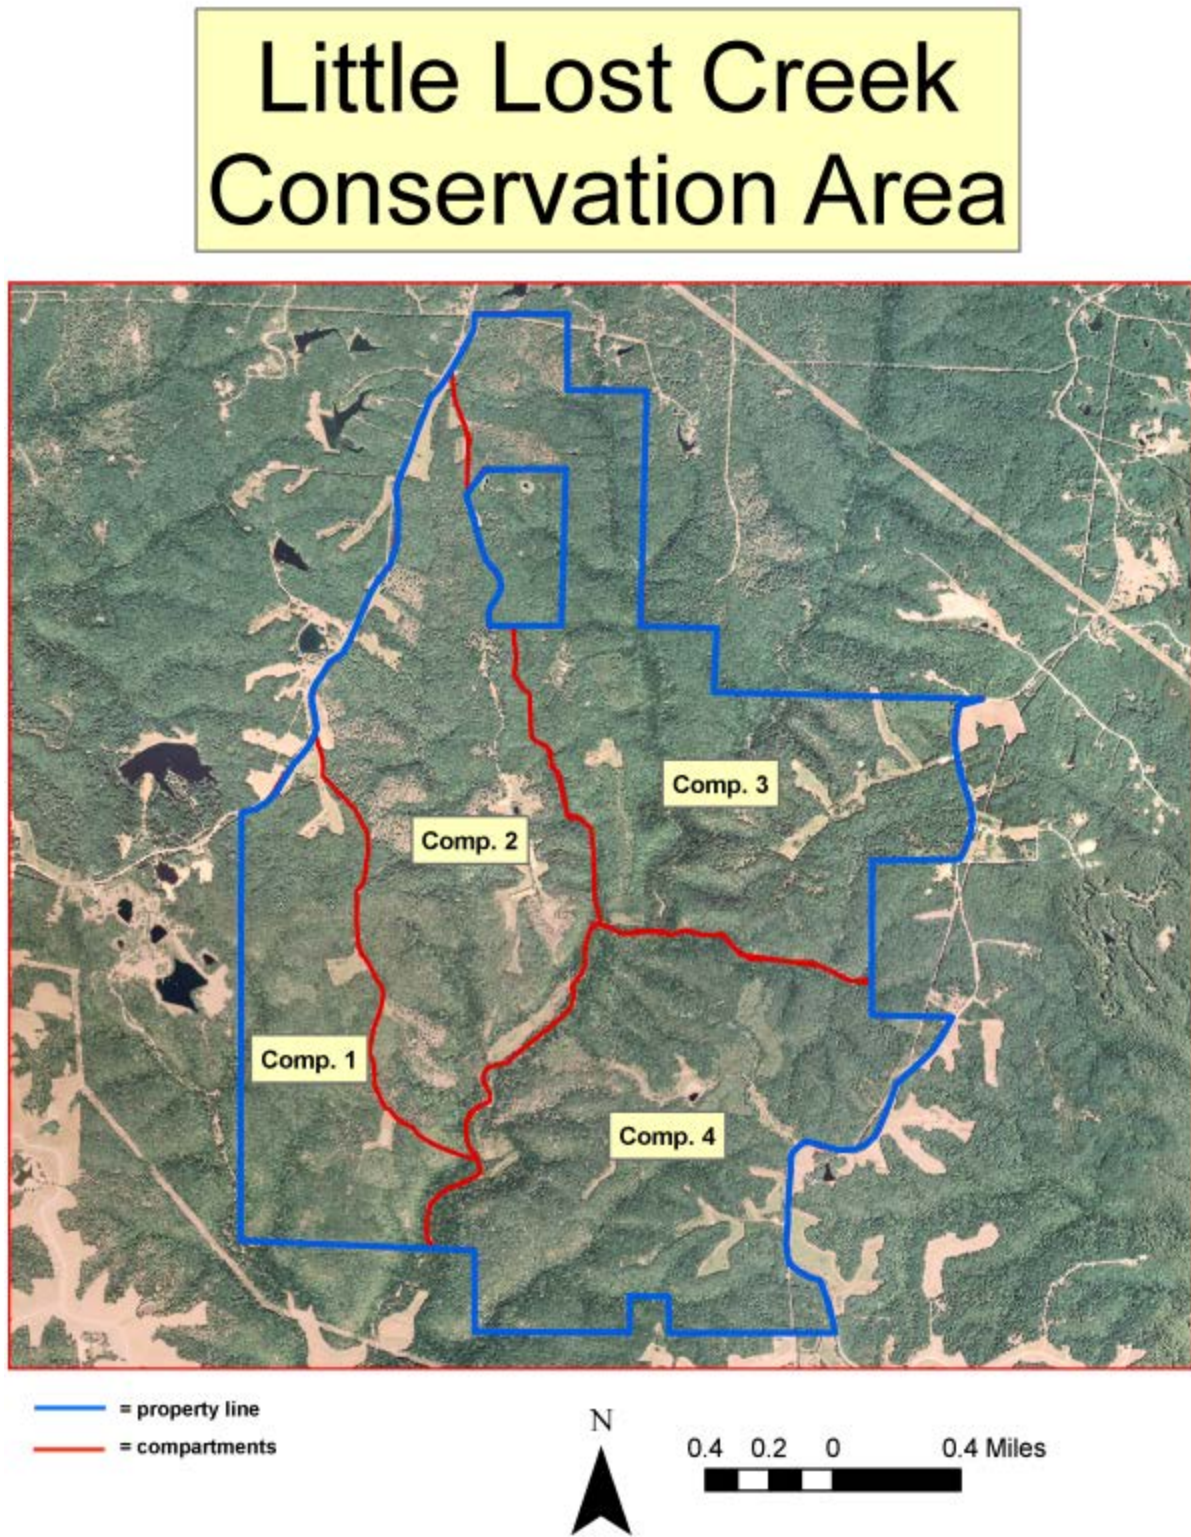 Little Lost Creek
Conservation Area
Comp. 3
Comp. 2
Comp. 1
Comp. 4
= property line
= compartments
N
0.4 0.2 0 0.4 Miles